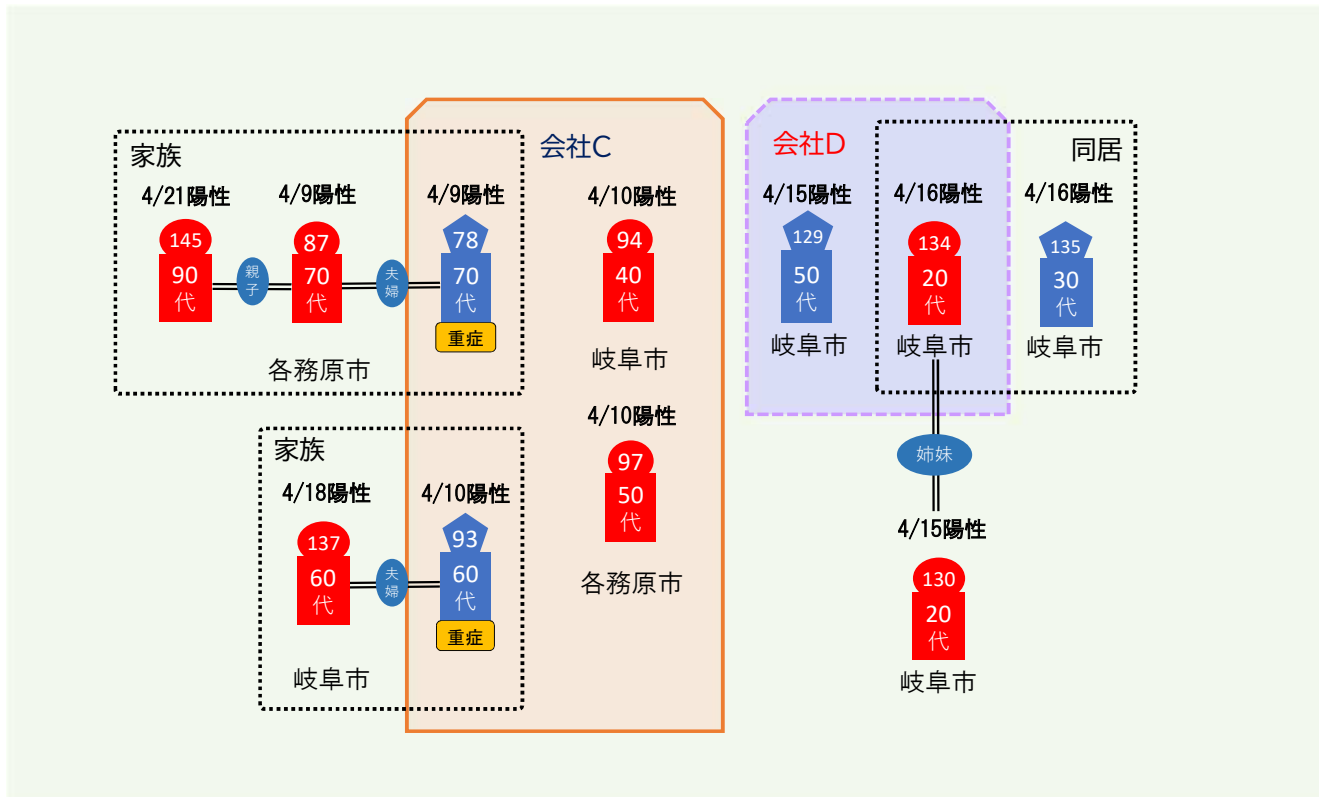 会社C
家族
4/21陽性
145
90
代
親
子
4/9陽性
87
70
代
夫
婦
4/9陽性
78
70
代
重症
各務原市
4/10陽性
94
40
代
岐阜市
4/10陽性
97
50
代
各務原市
家族
4/18陽性
137
60
代
夫
婦
4/10陽性
93
60
代
重症
岐阜市
会社D
4/15陽性
129
50
代
岐阜市
同居
4/16陽性
134
20
代
岐阜市
4/16陽性
135
30
代
岐阜市
姉妹
4/15陽性
130
20
代
岐阜市